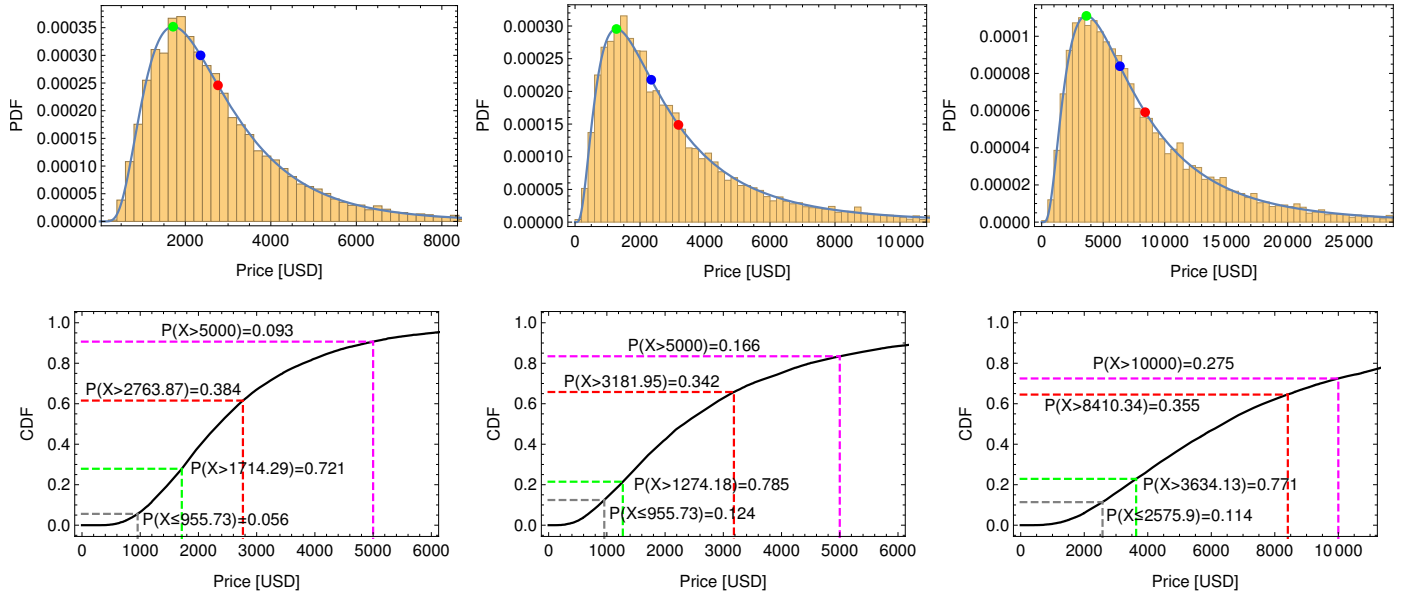 PDF
0.00035
0.00030
0.00025
0.00020
0.00015
0.00010
0.00005
0.00000
2000 4000 6000 8000
Price [USD]
PDF
0.00030
0.00025
0.00020
0.00015
0.00010
0.00005
0.00000
0 2000 4000 6000 8000 10 000
Price [USD]
PDF
0.0001
0.00008
0.00006
0.00004
0.00002
0.0000
0 5000 10 000 15 000 20 000 25 000
Price [USD]
CDF
1.0
0.8
0.6
0.4
0.2
0.0
P(X>5000)=0.093
P(X>2763.87)=0.384
P(X>1714.29)=0.721
P(X≤955.73)=0.056
0 1000 2000 3000 4000 5000 6000
Price [USD]
CDF
1.0
0.8
0.6
0.4
0.2
0.0
P(X>5000)=0.166
P(X>3181.95)=0.342
P(X>1274.18)=0.785
P(X≤955.73)=0.124
0 1000 2000 3000 4000 5000 6000
Price [USD]
CDF
1.0
0.8
0.6
0.4
0.2
0.0
P(X>10000)=0.275
P(X>8410.34)=0.355
P(X>3634.13)=0.771
P(X≤2575.9)=0.114
0 2000 4000 6000 8000 10 000
Price [USD]